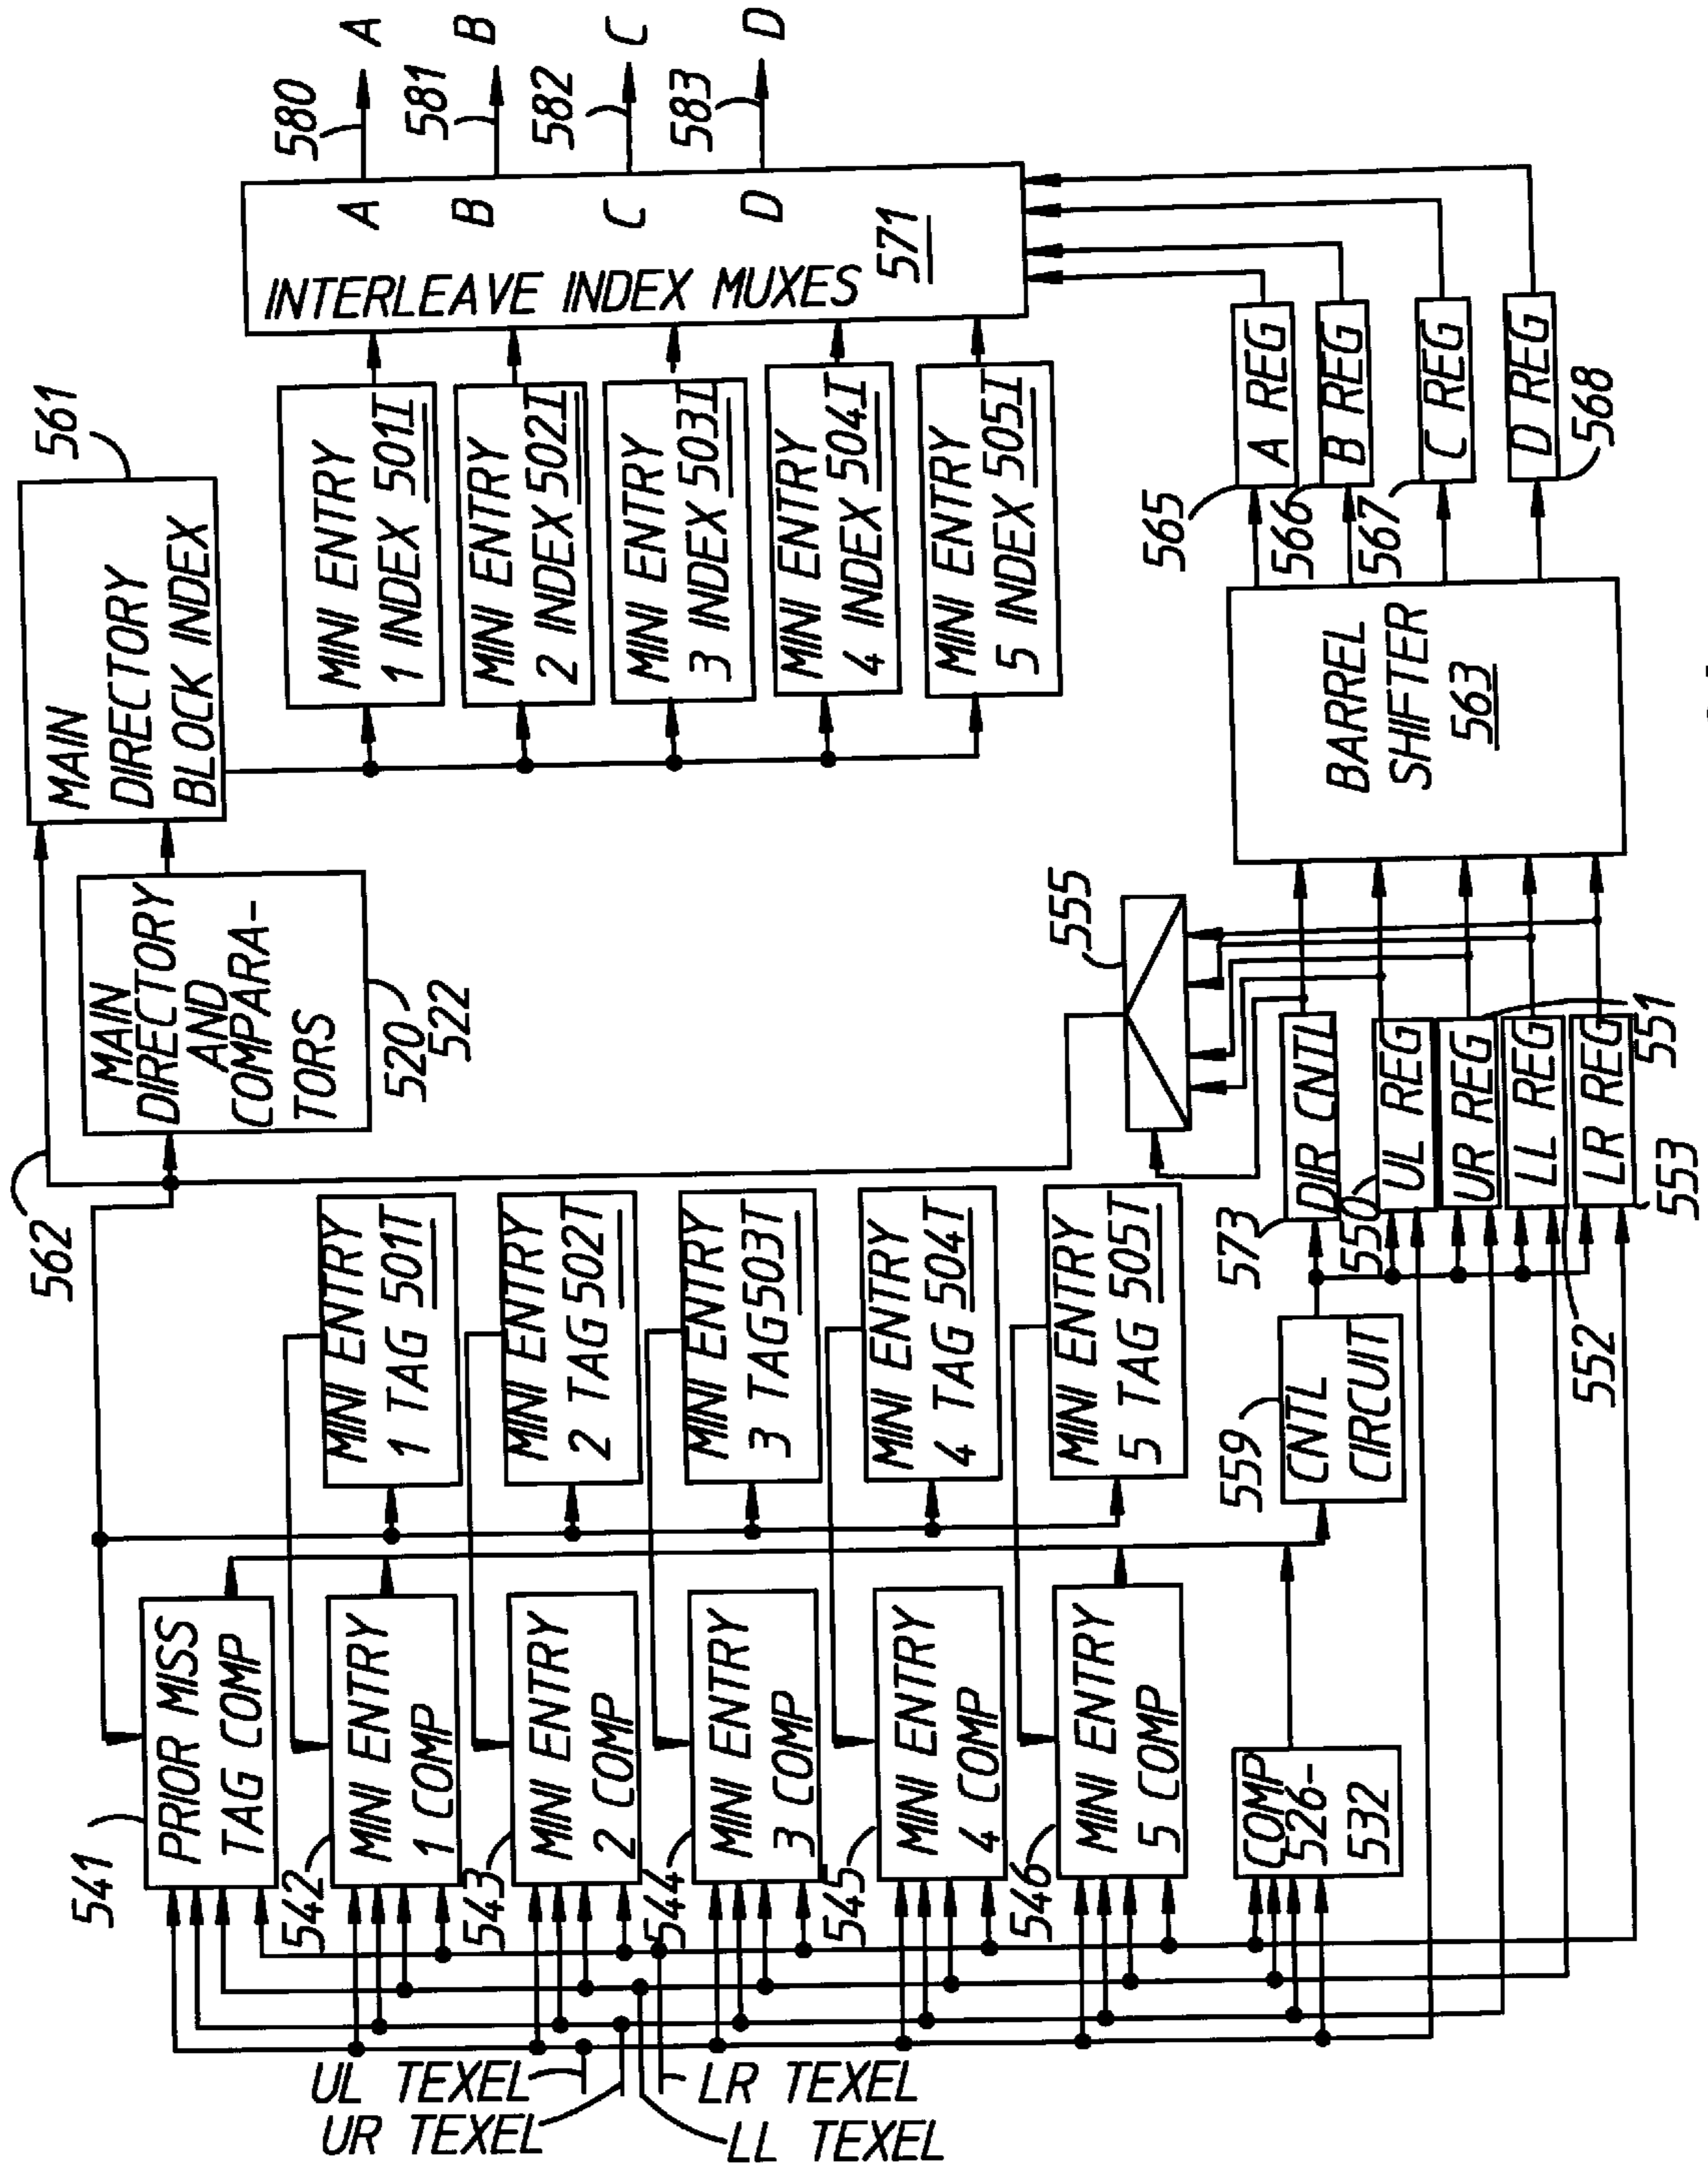 562
MAIN
DIRECTORY
AND
COMPARA-
TORS
520
522
MAIN
DIRECTORY
BLOCK INDEX
561
541
PRIOR MISS
TAG COMP
542
MINI ENTRY
1 COMP
543
MINI ENTRY
2 COMP
544
MINI ENTRY
3 COMP
545
MINI ENTRY
4 COMP
546
MINI ENTRY
5 COMP
COMP
526-
532
MINI ENTRY
1 TAG 501T
MINI ENTRY
2 TAG 502T
MINI ENTRY
3 TAG 503T
MINI ENTRY
4 TAG 504T
MINI ENTRY
5 TAG 505T
559
CNTL
CIRCUIT
MINI ENTRY
1 INDEX 501I
MINI ENTRY
2 INDEX 502I
MINI ENTRY
3 INDEX 503I
MINI ENTRY
4 INDEX 504I
MINI ENTRY
5 INDEX 505I
INTERLEAVE INDEX MUXES 571
A
B
C
D
580
A
581
B
582
C
583
D
UL TEXEL
UR TEXEL
LR TEXEL
LL TEXEL
555
573
DIR CNTL
550
UL REG
UR REG
551
LL REG
552
LR REG
553
BARREL
SHIFTER
563
565
A REG
566
B REG
567
C REG
D REG
568